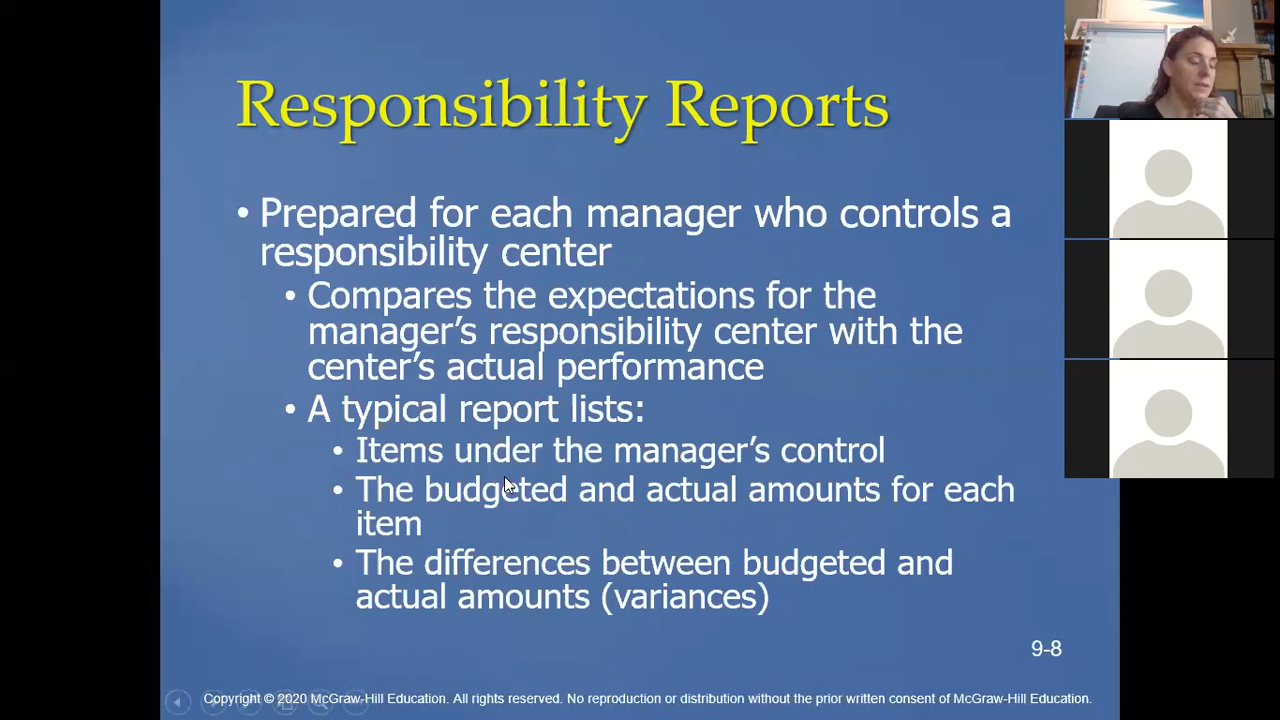 Responsibility Reports
• Prepared for each manager who controls a
responsibility center
• Compares the expectations for the
manager’s responsibility center with the
center’s actual performance
• A typical report lists:
• Items under the manager’s control
• The budgeted and actual amounts for each
item
• The differences between budgeted and
actual amounts (variances)
9-8
Copyright © 2020 McGraw-Hill Education. All rights reserved. No reproduction or distribution without the prior written consent of McGraw-Hill Education.